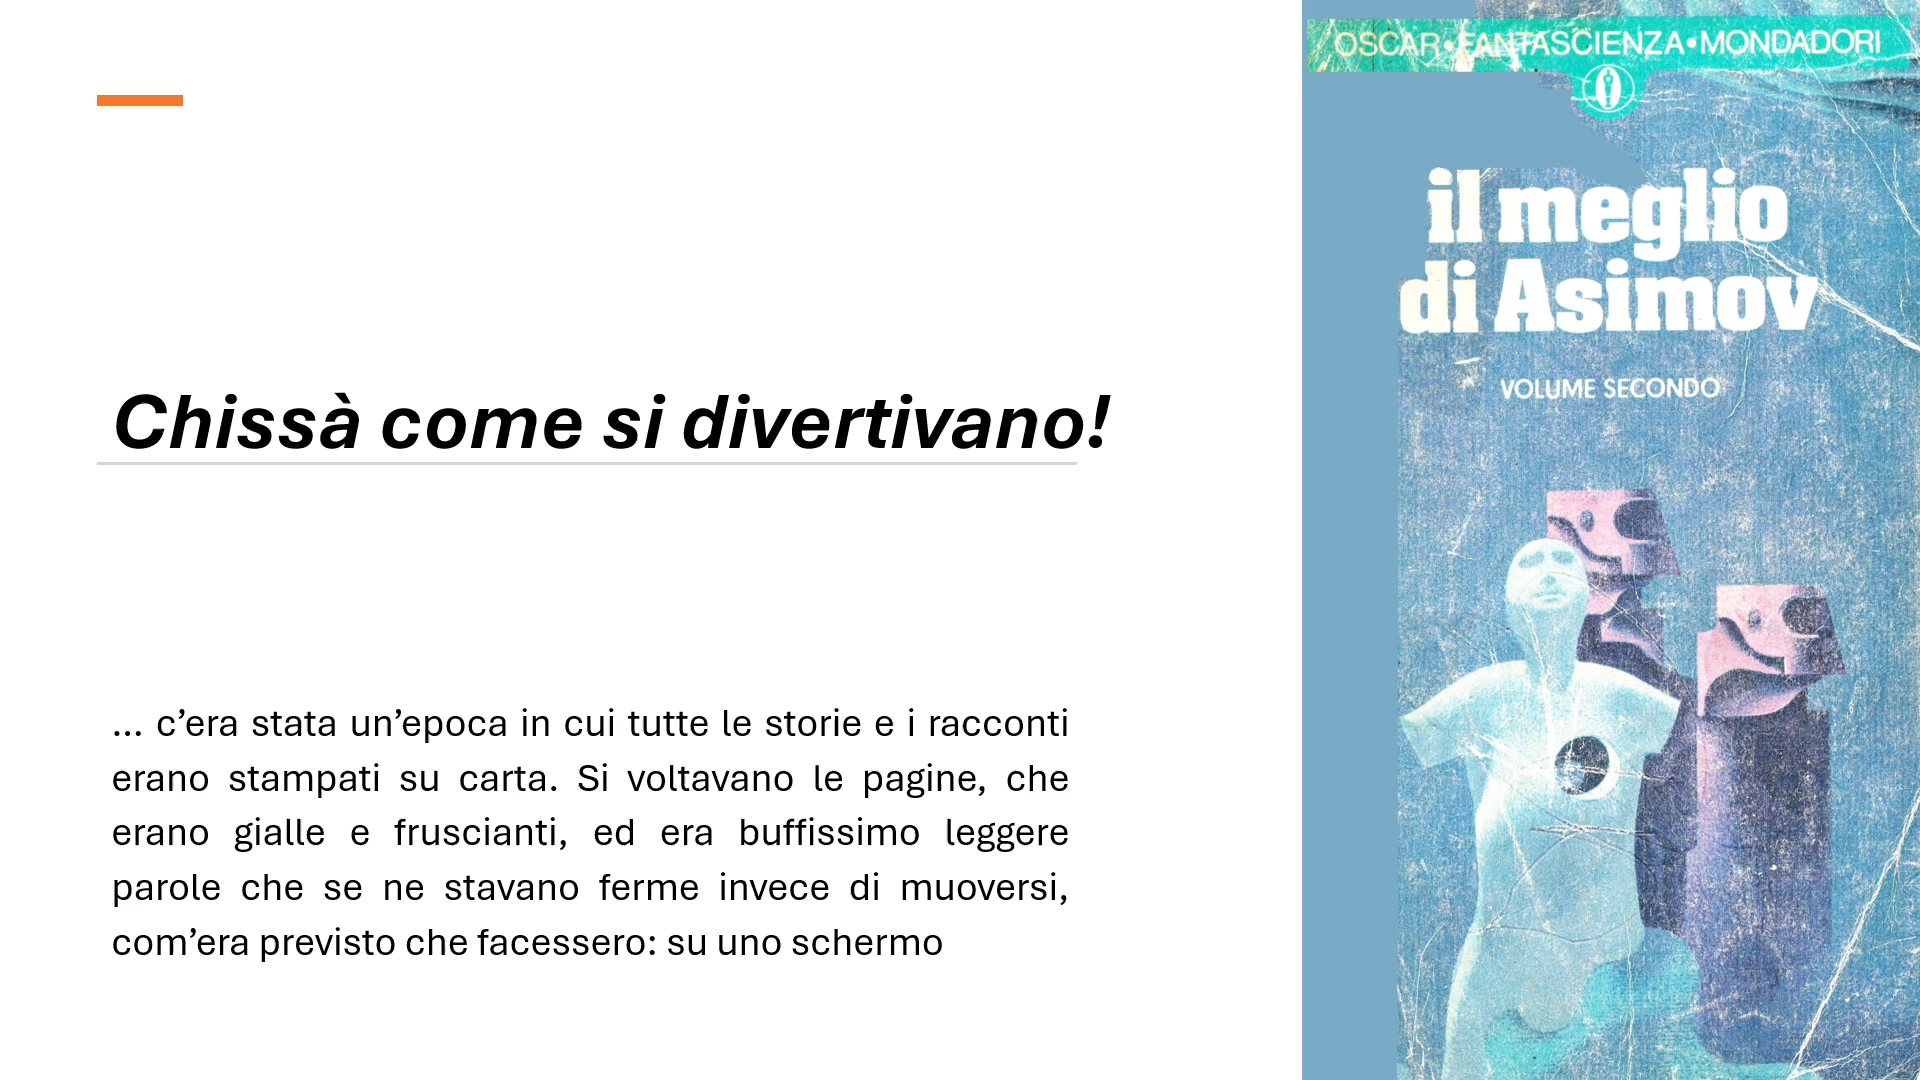 Chissà come si divertivano!
... c’era stata un’epoca in cui tutte le storie e i racconti
erano stampati su carta. Si voltavano le pagine, che
erano gialle e fruscianti, ed era buffissimo leggere
parole che se ne stavano ferme invece di muoversi,
com’era previsto che facessero: su uno schermo
OSCAR•FANTASCIENZA•MONDADORI
il meglio
di Asimov
VOLUME SECONDO